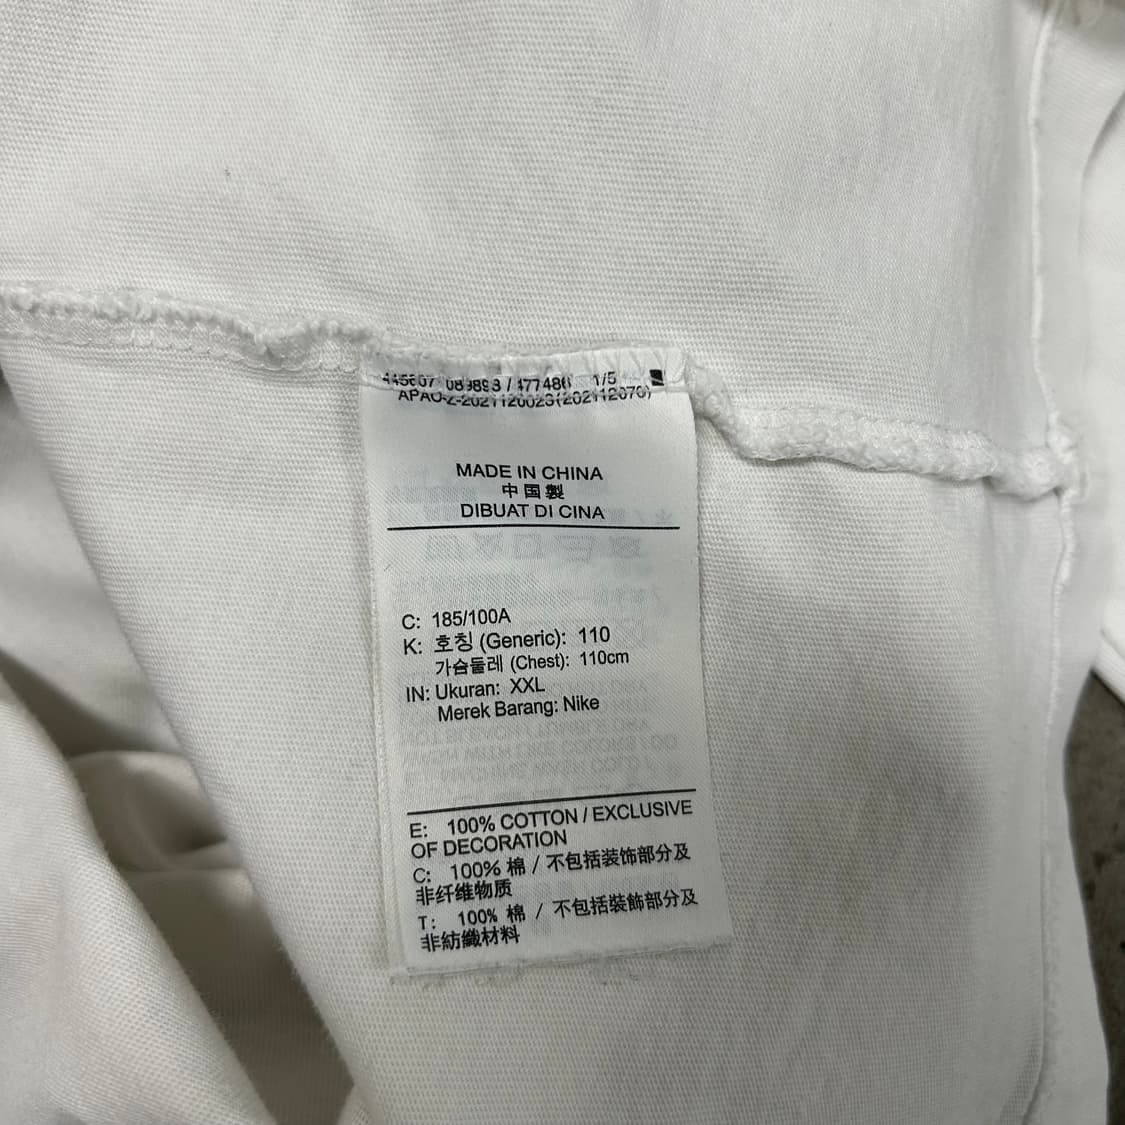 1/5
MADE IN CHINA
中国製
DIBUAT DI CINA
C: 185/100A
K: 호칭 (Generic): 110
가슴둘레 (Chest): 110cm
IN: Ukuran: XXL
Merek Barang: Nike
E: 100% COTTON / EXCLUSIVE
OF DECORATION
C: 100% 棉 / 不包括装饰部分及
非纤维物质
T: 100% 棉 / 不包括裝飾部分及
非紡織材料